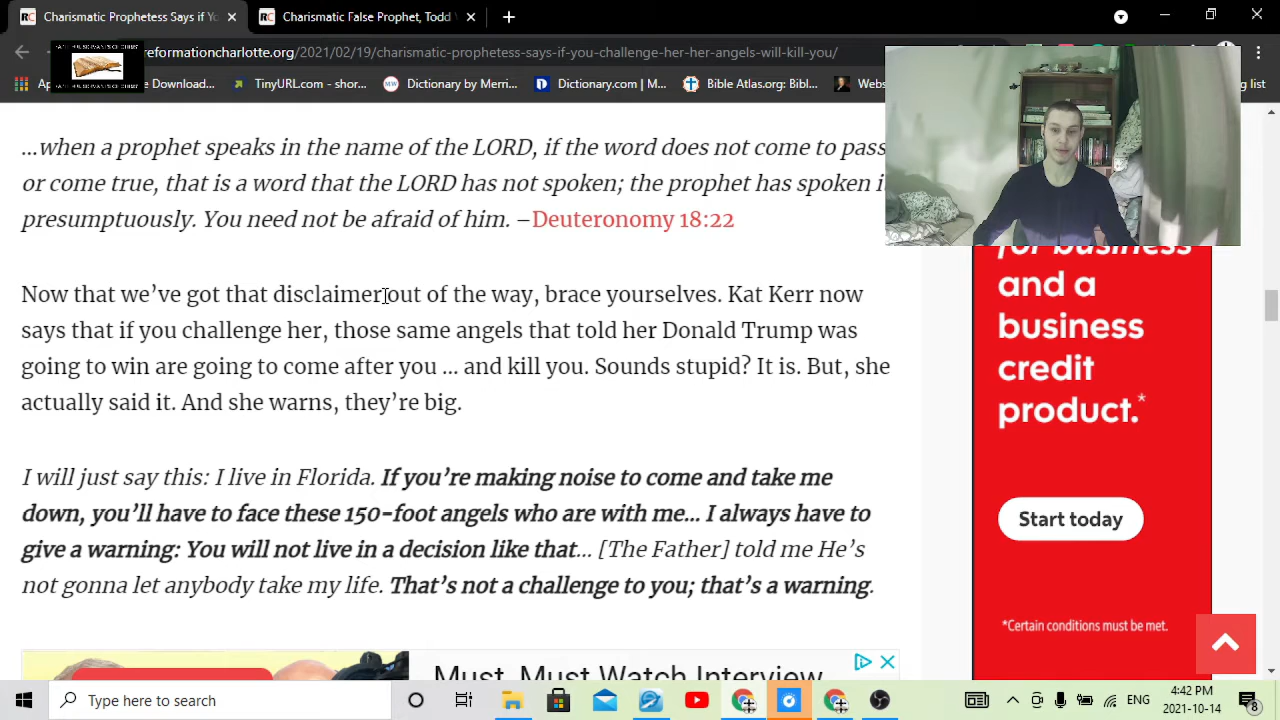 Charismatic Prophetess Says if Yo
Charismatic False Prophet, Todd
reformationcharlotte.org/2021/02/19/charismatic-prophetess-says-if-you-challenge-her-her-angels-will-kill-you/
Ap
Download...
TinyURL.com - shor...
Dictionary by Merri...
Dictionary.com | M...
Bible Atlas.org: Bib...
Webs
g list
...when a prophet speaks in the name of the LORD, if the word does not come to pass
or come true, that is a word that the LORD has not spoken; the prophet has spoken i
presumptuously. You need not be afraid of him. –Deuteronomy 18:22
Now that we’ve got that disclaimer out of the way, brace yourselves. Kat Kerr now
says that if you challenge her, those same angels that told her Donald Trump was
going to win are going to come after you ... and kill you. Sounds stupid? It is. But, she
actually said it. And she warns, they’re big.
I will just say this: I live in Florida. If you’re making noise to come and take me
down, you’ll have to face these 150-foot angels who are with me... I always have to
give a warning: You will not live in a decision like that... [The Father] told me He’s
not gonna let anybody take my life. That’s not a challenge to you; that’s a warning.
for business
and a
business
credit
product.*
Start today
*Certain conditions must be met.
Must, Must Watch Interview
Type here to search
ENG
4:42 PM
2021-10-14
8